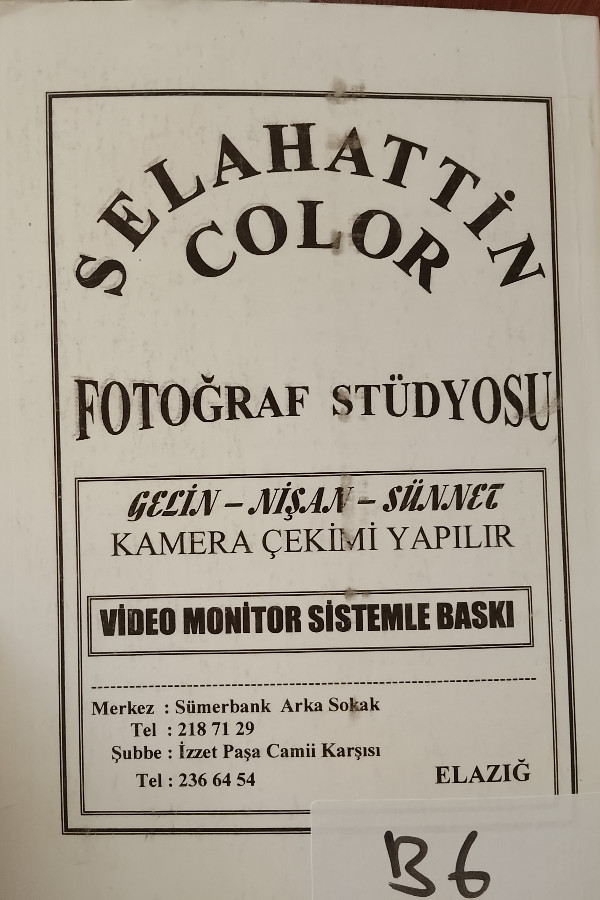 SELAHATTİN
COLOR
FOTOĞRAF STÜDYOSU
GELİN – NİŞAN – SÜNNET
KAMERA ÇEKİMİ YAPILIR
VİDEO MONİTOR SİSTEMLE BASKI
Merkez : Sümerbank Arka Sokak
Tel : 218 71 29
Şubbe : İzzet Paşa Camii Karşısı
Tel : 236 64 54
ELAZIĞ
B6